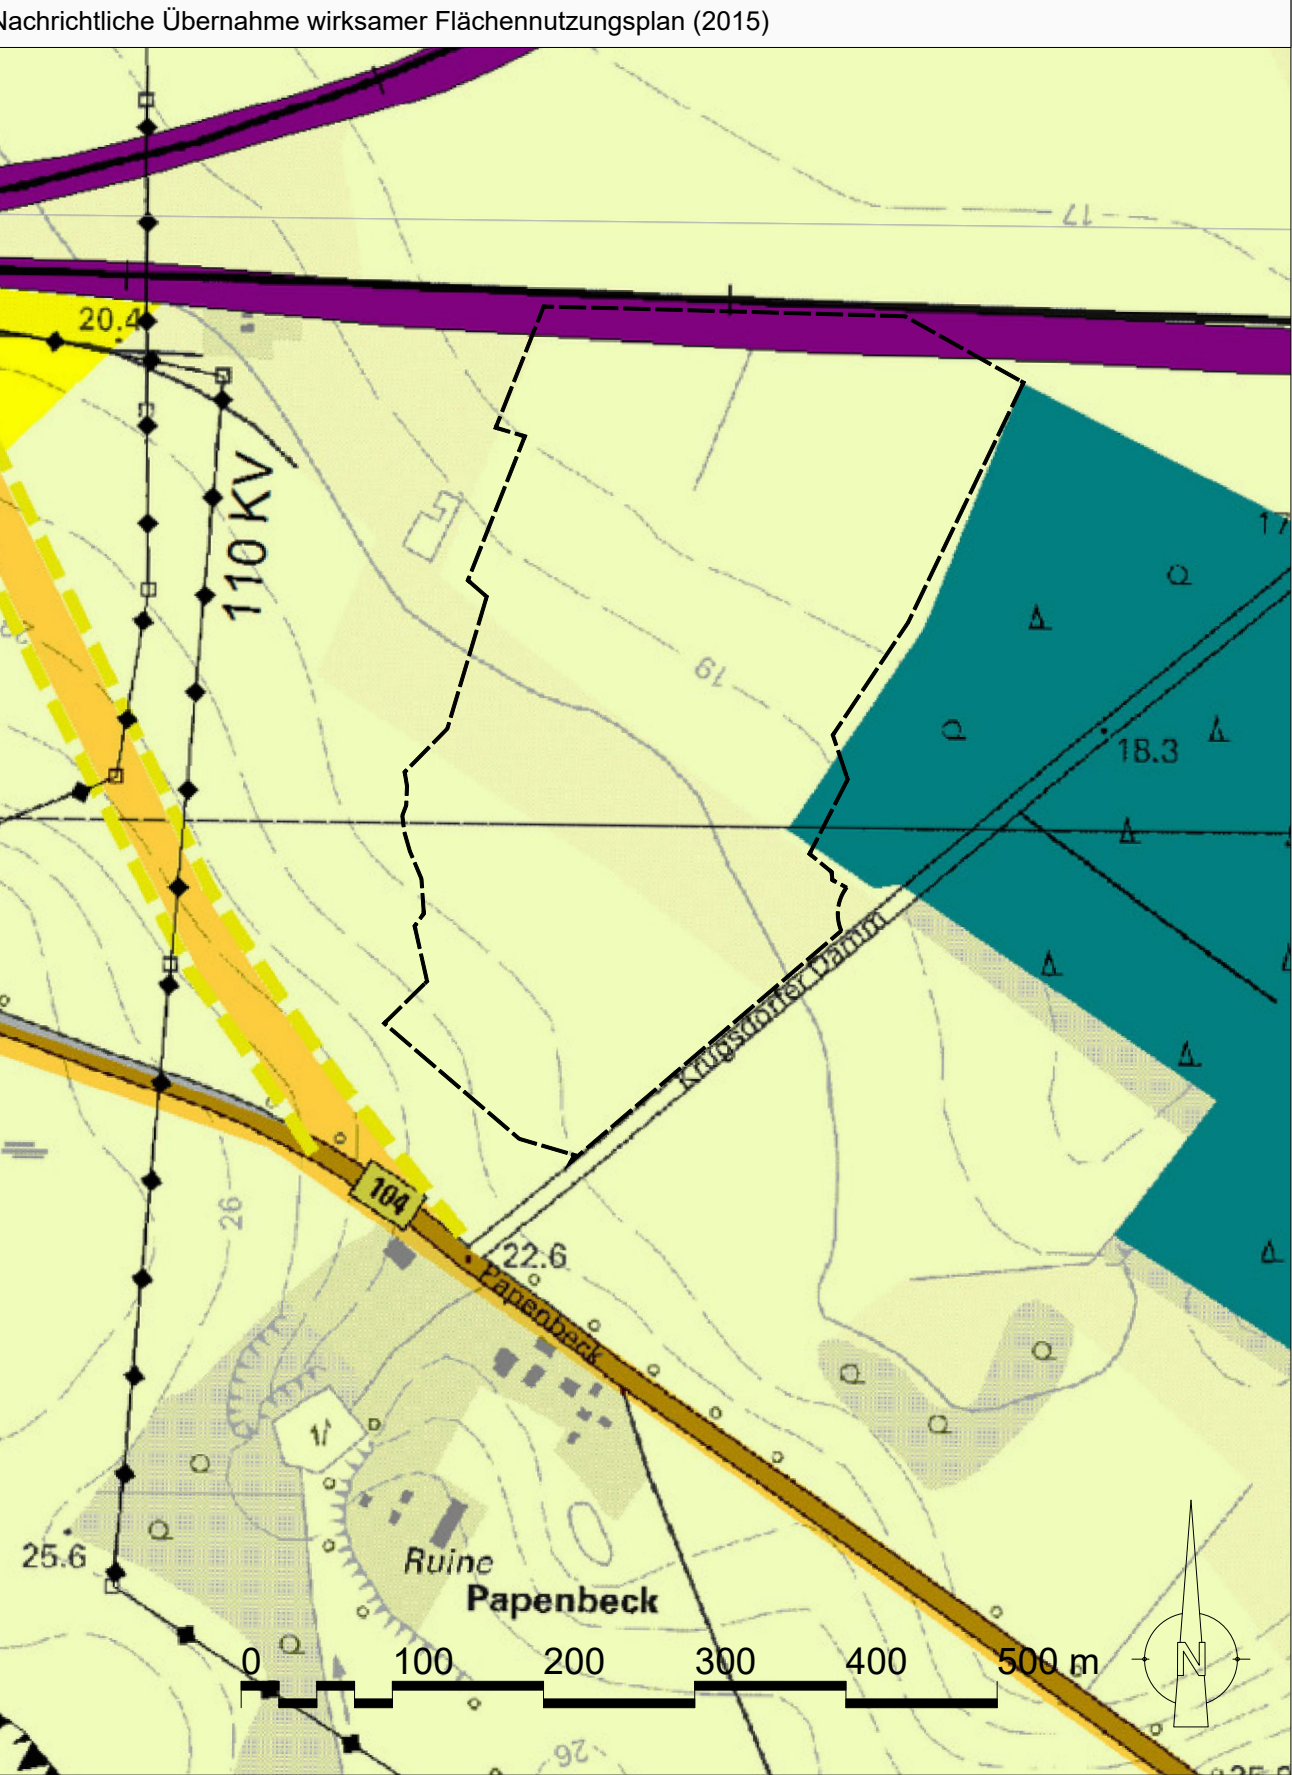 Nachrichtliche Übernahme wirksamer Flächennutzungsplan (2015)
17
20.4
110 KV
17
19
18.3
Krugsdorfer Damm
104
26
22.6
Papenbeck
25.6
Ruine
Papenbeck
0 100 200 300 400 500 m
N
26